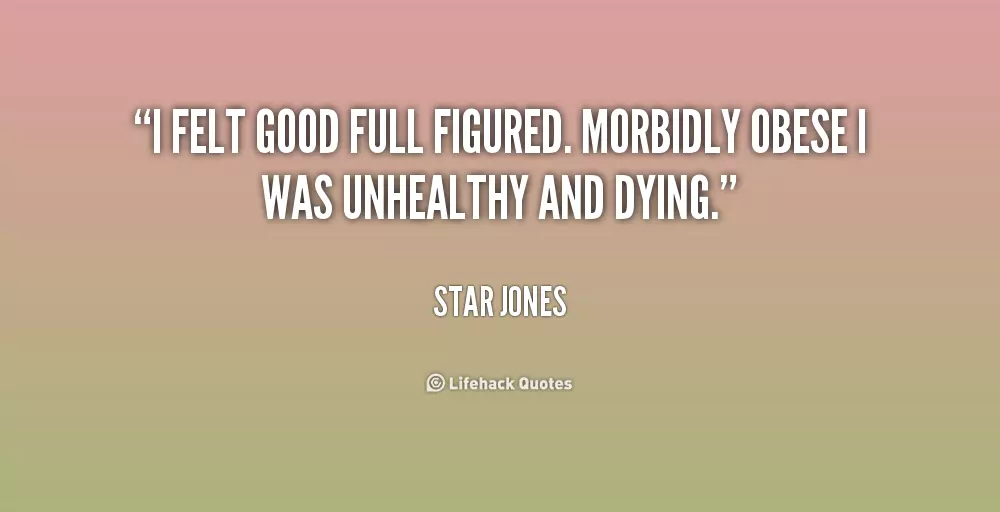 “I FELT GOOD FULL FIGURED. MORBIDLY OBESE I
WAS UNHEALTHY AND DYING.”
STAR JONES
Lifehack Quotes